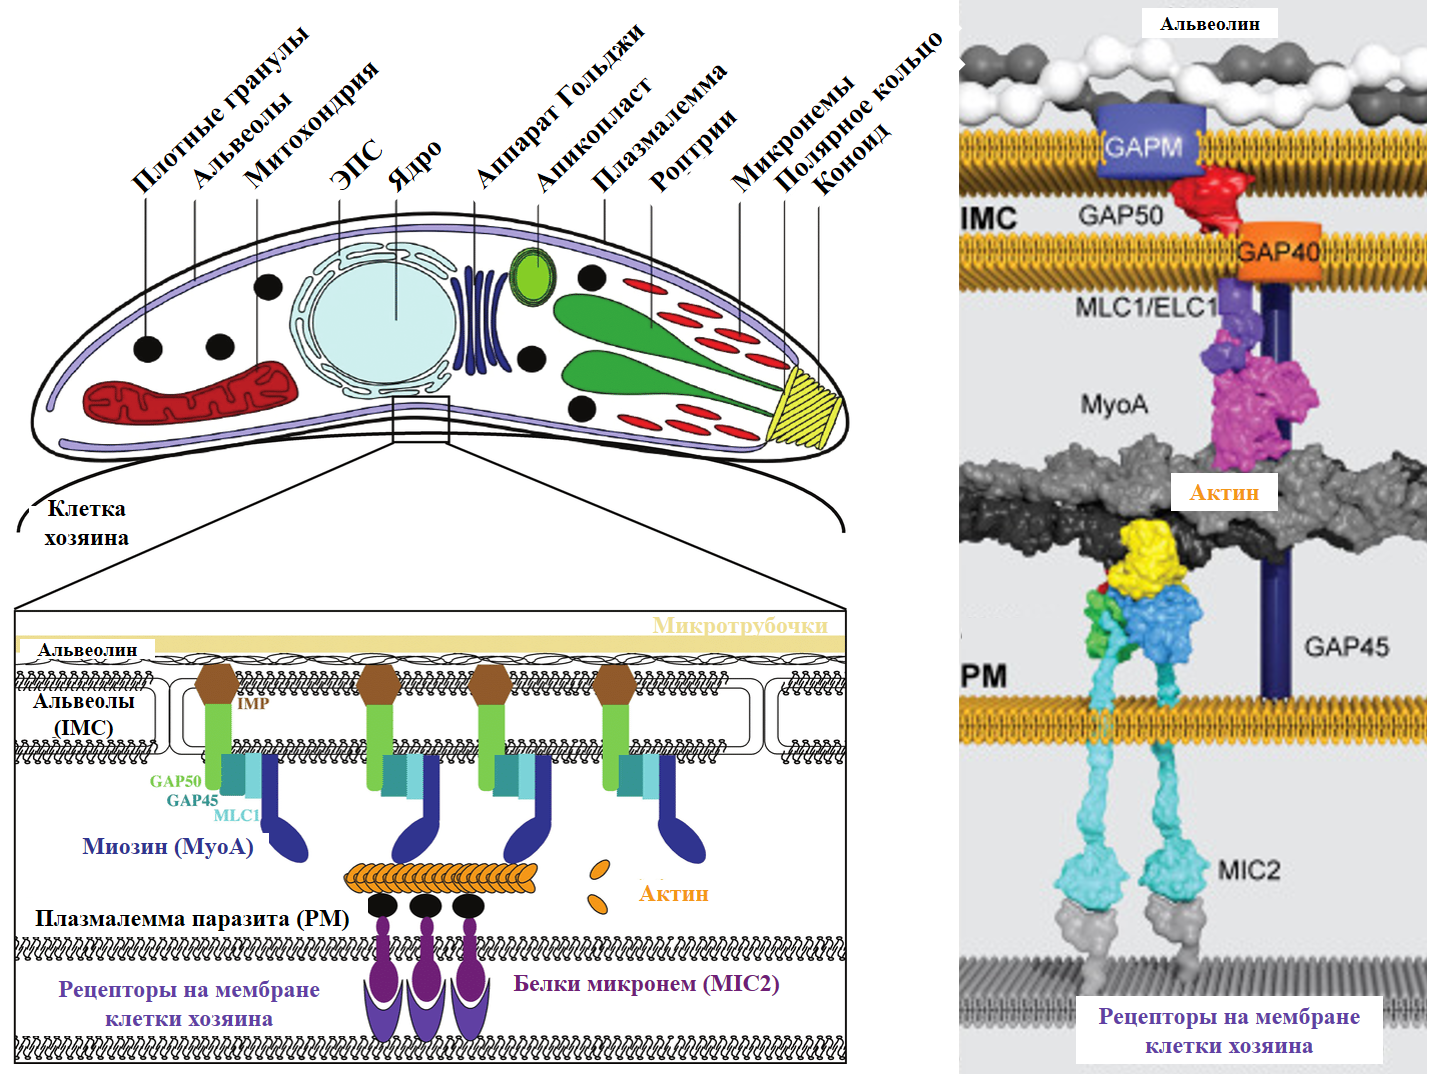 Плотные гранулы
Альвеолы
Митохондрия
ЭПС
Ядро
Аппарат Гольджи
Апикопласт
Плазмалемма
Роптрии
Микронемы
Полярное кольцо
Коноид
Клетка
хозяина
Микротрубочки
Альвеолин
Альвеолы
(IMC)
IMP
GAP50
GAP45
MLC1
Миозин (MyoA)
Актин
Плазмалемма паразита (PM)
Белки микронем (MIC2)
Рецепторы на мембране
клетки хозяина
Альвеолин
GAPM
IMC
GAP50
GAP40
MLC1/ELC1
MyoA
Актин
GAP45
PM
MIC2
Рецепторы на мембране
клетки хозяина